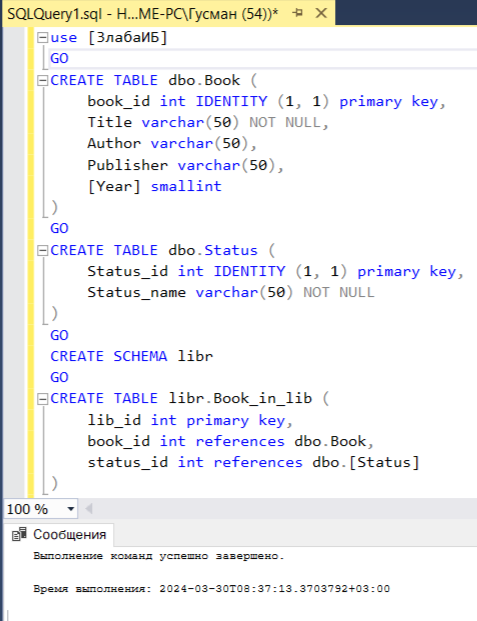 SQLQuery1.sql - H...ME-PC\Гусман (54))*
use [3лабаИБ]
GO
CREATE TABLE dbo.Book (
book_id int IDENTITY (1, 1) primary key,
Title varchar(50) NOT NULL,
Author varchar(50),
Publisher varchar(50),
[Year] smallint
)
GO
CREATE TABLE dbo.Status (
Status_id int IDENTITY (1, 1) primary key,
Status_name varchar(50) NOT NULL
)
GO
CREATE SCHEMA libr
GO
CREATE TABLE libr.Book_in_lib (
lib_id int primary key,
book_id int references dbo.Book,
status_id int references dbo.[Status]
)
100 %
Сообщения
Выполнение команд успешно завершено.
Время выполнения: 2024-03-30T08:37:13.3703792+03:00